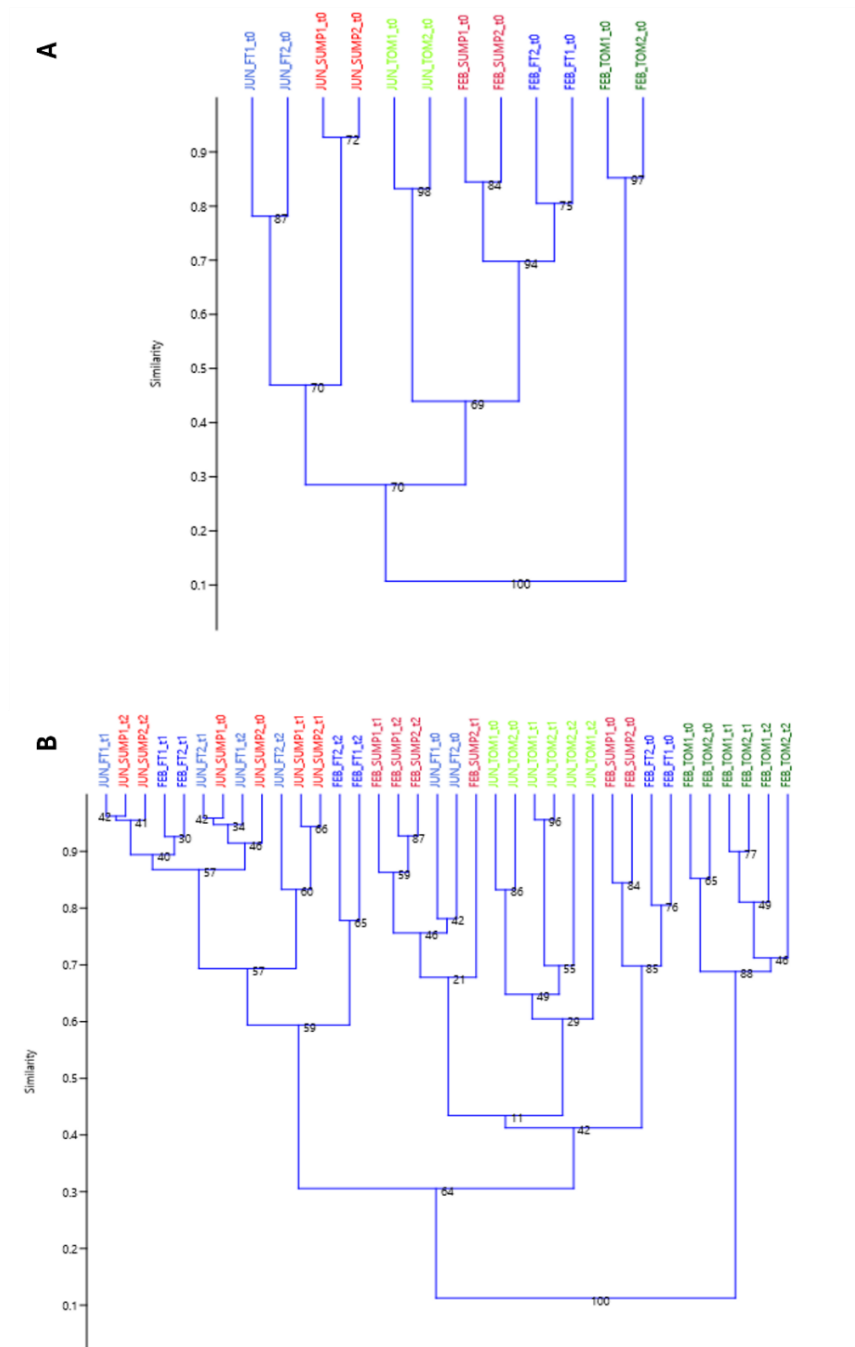 A
JUN_FT1_t0
JUN_FT2_t0
JUN_SUMP1_t0
JUN_SUMP2_t0
JUN_TOM1_t0
JUN_TOM2_t0
FEB_SUMP1_t0
FEB_SUMP2_t0
FEB_FT2_t0
FEB_FT1_t0
FEB_TOM1_t0
FEB_TOM2_t0
Similarity
0.9
0.8
0.7
0.6
0.5
0.4
0.3
0.2
0.1
72
97
84
98
75
87
94
70
69
70
100
B
JUN_FT1_t1
JUN_SUMP1_t2
JUN_SUMP2_t2
FEB_FT1_t1
FEB_FT2_t1
JUN_FT2_t1
JUN_SUMP1_t0
JUN_FT1_t2
JUN_SUMP2_t0
JUN_FT2_t2
JUN_SUMP1_t1
JUN_SUMP2_t1
FEB_FT2_t2
FEB_FT1_t2
FEB_SUMP1_t1
FEB_SUMP1_t2
FEB_SUMP2_t2
JUN_FT1_t0
JUN_FT2_t0
FEB_SUMP2_t1
JUN_TOM1_t0
JUN_TOM2_t0
JUN_TOM1_t1
JUN_TOM2_t1
JUN_TOM2_t2
JUN_TOM1_t2
FEB_SUMP1_t0
FEB_SUMP2_t0
FEB_FT2_t0
FEB_FT1_t0
FEB_TOM1_t0
FEB_TOM2_t0
FEB_TOM1_t1
FEB_TOM2_t1
FEB_TOM1_t2
FEB_TOM2_t2
Similarity
0.9
0.8
0.7
0.6
0.5
0.4
0.3
0.2
0.1
42
41
30
40
42
34
46
57
66
60
57
65
59
87
59
42
46
21
86
96
55
49
29
11
84
76
85
42
65
77
49
46
88
64
100